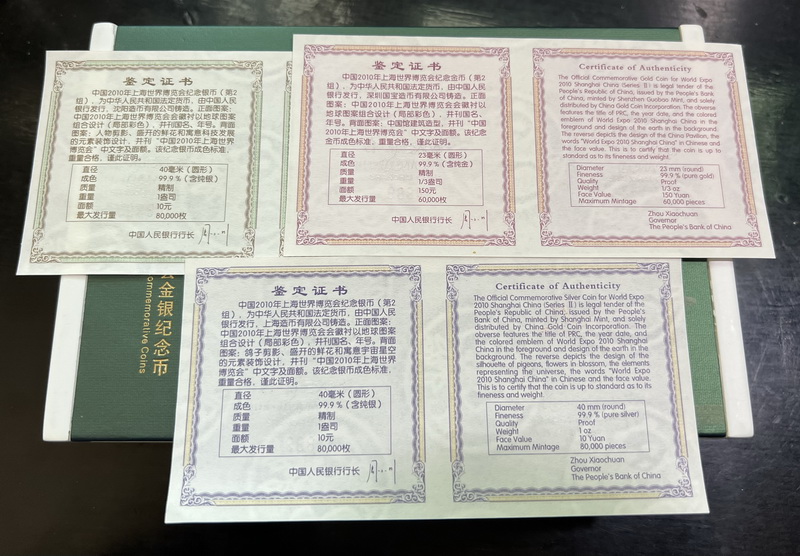 鉴定证书
中国2010年上海世界博览会纪念银币（第2
组），为中华人民共和国法定货币，由中国人民
银行发行，沈阳造币有限公司铸造。正面图案：
中国2010年上海世界博览会会徽衬以地球图案
组合设计（局部彩色），并刊国名、年号。背面
图案：人物剪影、盛开的鲜花和寓意科技发展
的元素装饰设计，并刊“中国2010年上海世界
博览会”中文字及面额。该纪念银币成色标准，
重量合格，谨此证明。
直径 40毫米（圆形）
成色 99.9％（含纯银）
质量 精制
重量 1盎司
面额 10元
最大发行量 80,000枚
中国人民银行行长
鉴定证书
中国2010年上海世界博览会纪念金币（第2
组），为中华人民共和国法定货币，由中国人民
银行发行，深圳国宝造币有限公司铸造。正面
图案：中国2010年上海世界博览会会徽衬以
地球图案组合设计（局部彩色），并刊国名、
年号。背面图案：中国馆建筑造型，并刊“中国
2010年上海世界博览会”中文字及面额。该纪念
金币成色标准，重量合格，谨此证明。
直径 23毫米（圆形）
成色 99.9％（含纯金）
质量 精制
重量 1/3盎司
面额 150元
最大发行量 60,000枚
中国人民银行行长
Certificate of Authenticity
The Official Commemorative Gold Coin for World Expo
2010 Shanghai China (Series Ⅱ) is legal tender of the
People's Republic of China, issued by the People's
Bank of China, minted by Shenzhen Guobao Mint, and solely
distributed by China Gold Coin Incorporation. The obverse
features the title of PRC, the year date, and the colored
emblem of World Expo 2010 Shanghai China in the
foreground and design of the earth in the background.
The reverse depicts the design of the China Pavilion, the
words "World Expo 2010 Shanghai China" in Chinese and
the face value. This is to certify that the coin is up to
standard as to its fineness and weight.
Diameter 23 mm (round)
Fineness 99.9 % (pure gold)
Quality Proof
Weight 1/3 oz
Face Value 150 Yuan
Maximum Mintage 60,000 pieces
Zhou Xiaochuan
Governor
The People's Bank of China
金银纪念币
Commemorative Coins
鉴定证书
中国2010年上海世界博览会纪念银币（第2
组），为中华人民共和国法定货币，由中国人民
银行发行，上海造币有限公司铸造。正面图案：
中国2010年上海世界博览会会徽衬以地球图案
组合设计（局部彩色），并刊国名、年号。背面
图案：鸽子剪影、盛开的鲜花和寓意宇宙星空
的元素装饰设计，并刊“中国2010年上海世界
博览会”中文字及面额。该纪念银币成色标准，
重量合格，谨此证明。
直径 40毫米（圆形）
成色 99.9％（含纯银）
质量 精制
重量 1盎司
面额 10元
最大发行量 80,000枚
中国人民银行行长
Certificate of Authenticity
The Official Commemorative Silver Coin for World Expo
2010 Shanghai China (Series Ⅱ) is legal tender of the
People's Republic of China, issued by the People's
Bank of China, minted by Shanghai Mint, and solely
distributed by China Gold Coin Incorporation. The
obverse features the title of PRC, the year date, and
the colored emblem of World Expo 2010 Shanghai
China in the foreground and design of the earth in the
background. The reverse depicts the design of the
silhouette of pigeons, flowers in blossom, the elements
representing the universe, and the words "World Expo
2010 Shanghai China" in Chinese and the face value.
This is to certify that the coin is up to standard as to its
fineness and weight.
Diameter 40 mm (round)
Fineness 99.9 % (pure silver)
Quality Proof
Weight 1 oz
Face Value 10 Yuan
Maximum Mintage 80,000 pieces
Zhou Xiaochuan
Governor
The People's Bank of China